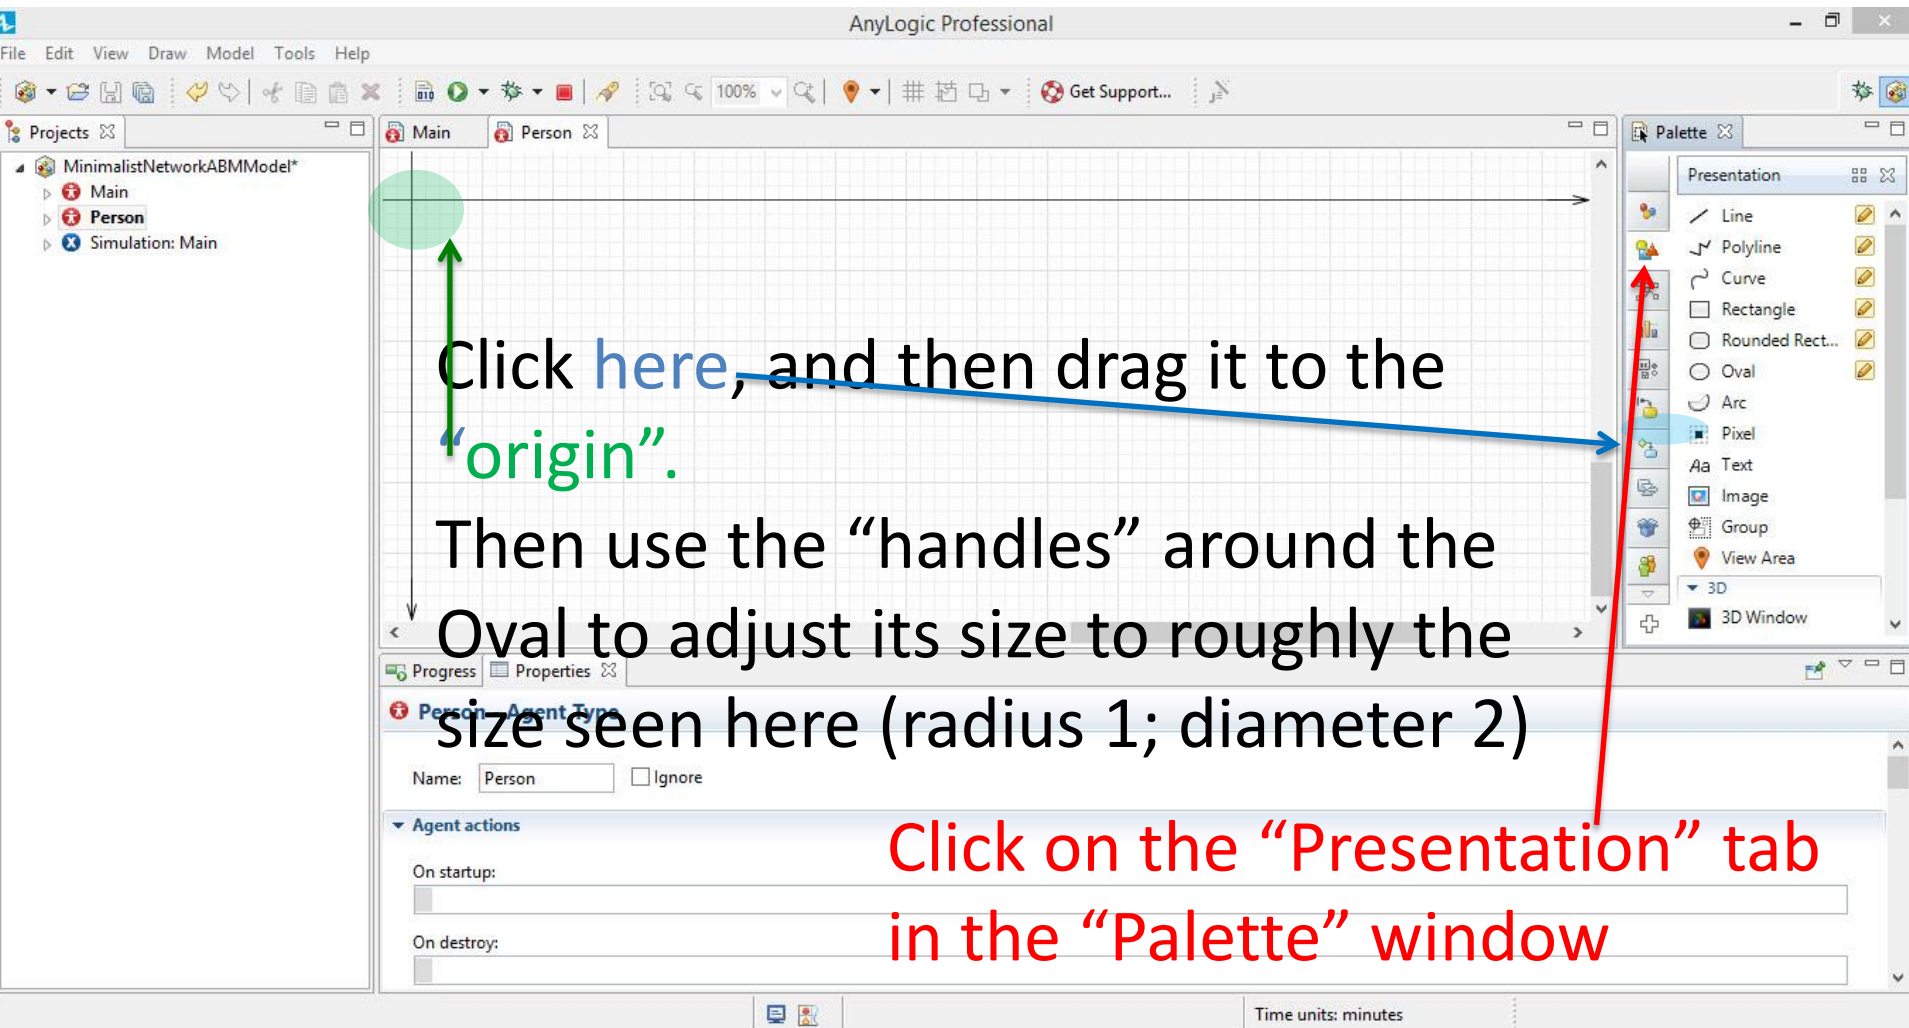 AnyLogic Professional
File Edit View Draw Model Tools Help
100% Get Support...
Projects
MinimalistNetworkABMModel*
Main
Person
Simulation: Main
Main Person
Click here, and then drag it to the
“origin”.
Then use the “handles” around the
Oval to adjust its size to roughly the
size seen here (radius 1; diameter 2)
Palette
Presentation
Line
Polyline
Curve
Rectangle
Rounded Rect...
Oval
Arc
Pixel
Aa Text
Image
Group
View Area
3D
3D Window
Progress Properties
Person - Agent Type
Name: Person Ignore
Agent actions
On startup:
On destroy:
Click on the “Presentation” tab
in the “Palette” window
Time units: minutes